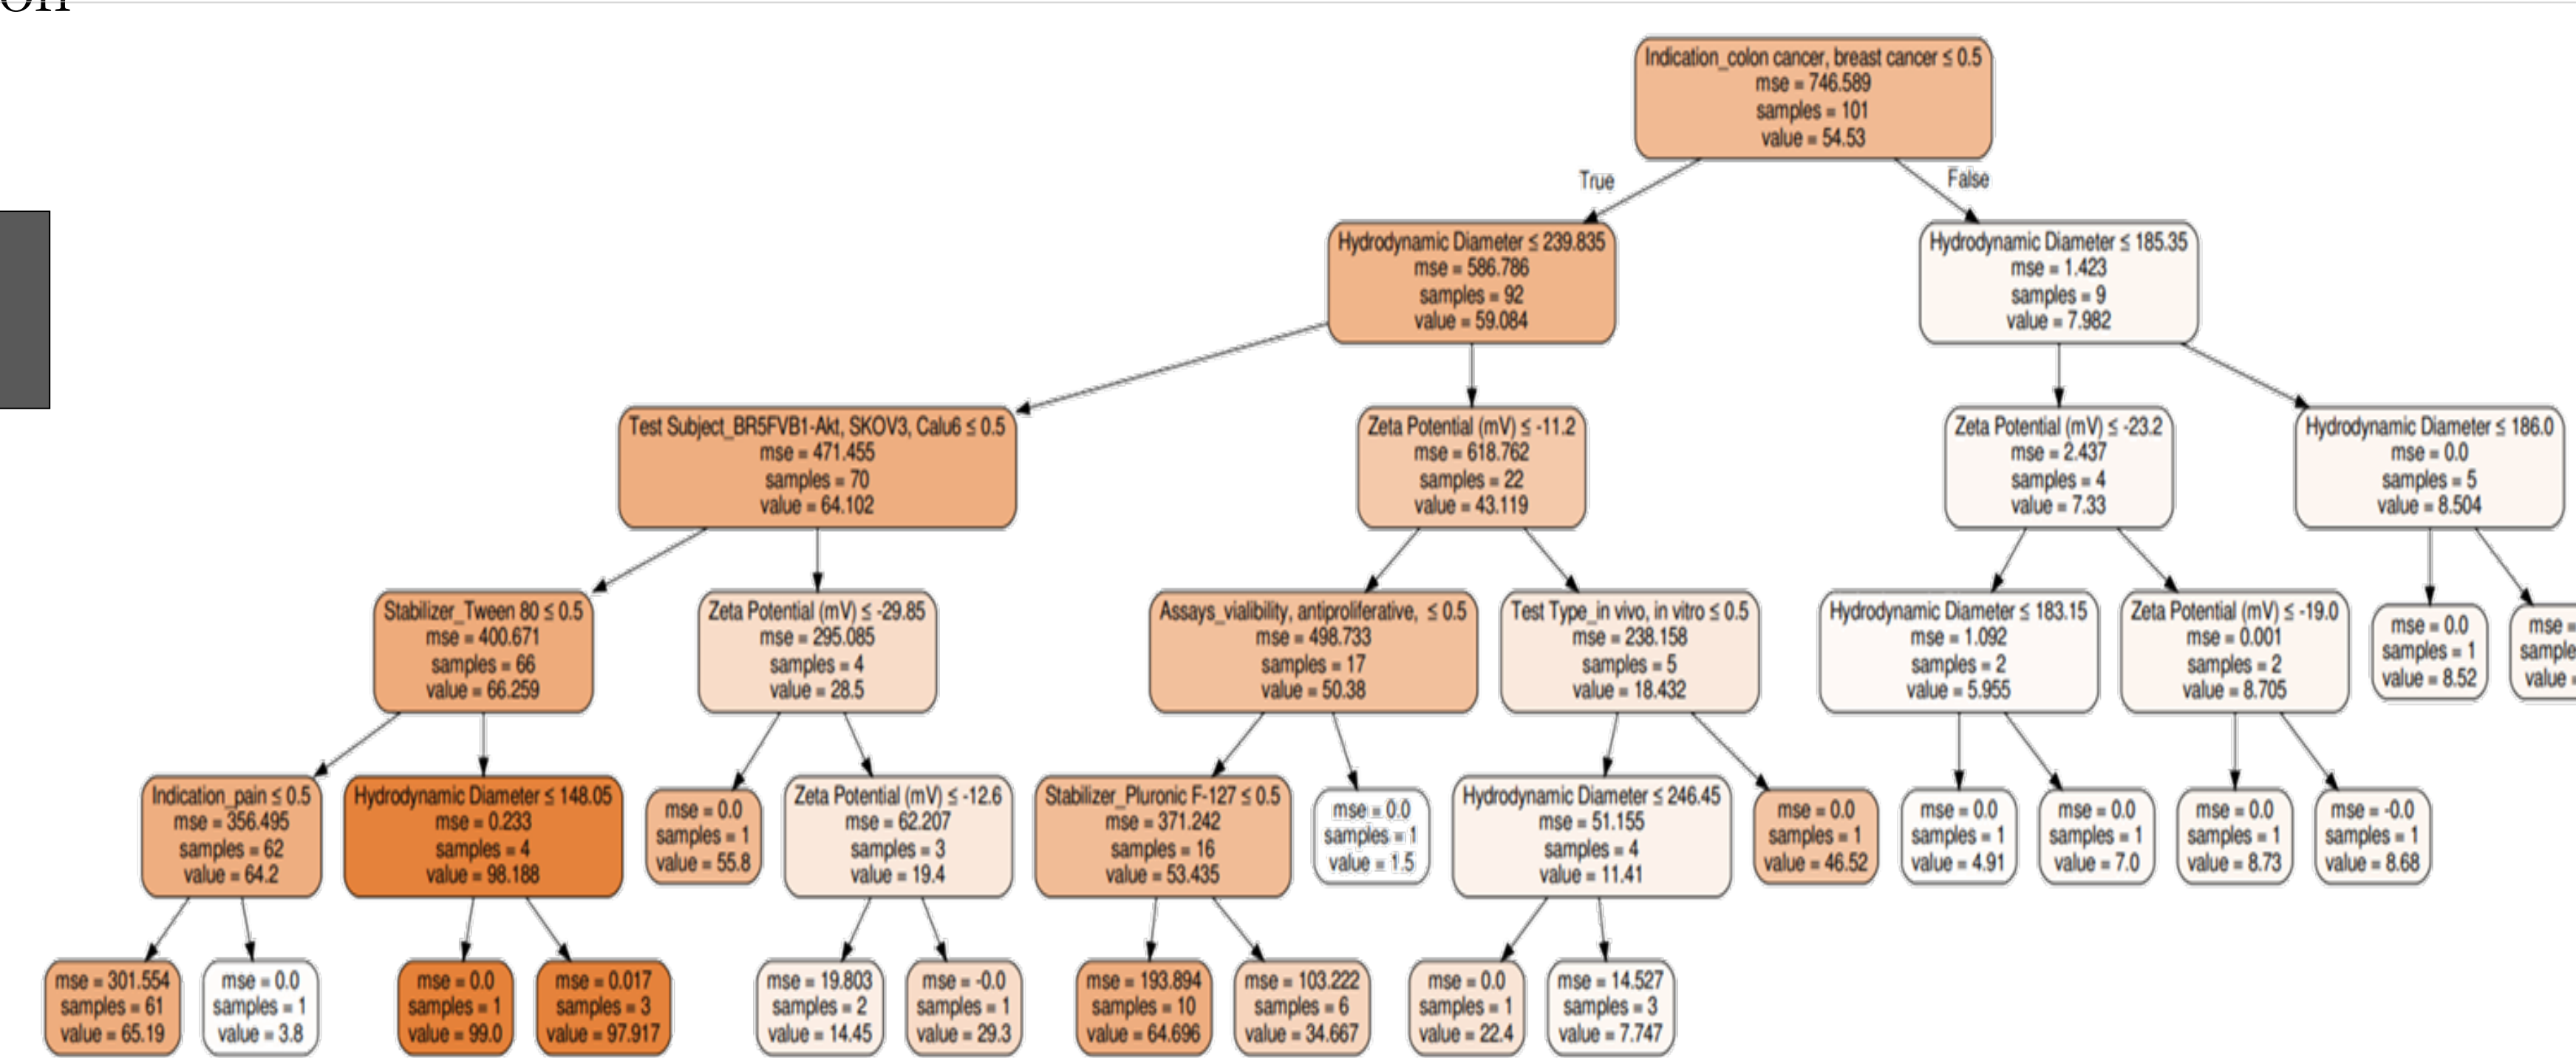 Indication_colon cancer, breast cancer ≤ 0.5
mse = 746.589
samples = 101
value = 54.53
True
False
Hydrodynamic Diameter ≤ 239.835
mse = 586.786
samples = 92
value = 59.084
Hydrodynamic Diameter ≤ 185.35
mse = 1.423
samples = 9
value = 7.982
Test Subject_BR5FVB1-Akt, SKOV3, Calu6 ≤ 0.5
mse = 471.455
samples = 70
value = 64.102
Zeta Potential (mV) ≤ -11.2
mse = 618.762
samples = 22
value = 43.119
Zeta Potential (mV) ≤ -23.2
mse = 2.437
samples = 4
value = 7.33
Hydrodynamic Diameter ≤ 186.0
mse = 0.0
samples = 5
value = 8.504
Stabilizer_Tween 80 ≤ 0.5
mse = 400.671
samples = 66
value = 66.259
Zeta Potential (mV) ≤ -29.85
mse = 295.085
samples = 4
value = 28.5
Assays_vialibility, antiproliferative, ≤ 0.5
mse = 498.733
samples = 17
value = 50.38
Test Type_in vivo, in vitro ≤ 0.5
mse = 238.158
samples = 5
value = 18.432
Hydrodynamic Diameter ≤ 183.15
mse = 1.092
samples = 2
value = 5.955
Zeta Potential (mV) ≤ -19.0
mse = 0.001
samples = 2
value = 8.705
mse = 0.0
samples = 1
value = 8.52
mse =
sample
value =
Indication_pain ≤ 0.5
mse = 356.495
samples = 62
value = 64.2
Hydrodynamic Diameter ≤ 148.05
mse = 0.233
samples = 4
value = 98.188
mse = 0.0
samples = 1
value = 55.8
Zeta Potential (mV) ≤ -12.6
mse = 62.207
samples = 3
value = 19.4
Stabilizer_Pluronic F-127 ≤ 0.5
mse = 371.242
samples = 16
value = 53.435
mse = 0.0
samples = 1
value = 1.5
Hydrodynamic Diameter ≤ 246.45
mse = 51.155
samples = 4
value = 11.41
mse = 0.0
samples = 1
value = 46.52
mse = 0.0
samples = 1
value = 4.91
mse = 0.0
samples = 1
value = 7.0
mse = 0.0
samples = 1
value = 8.73
mse = -0.0
samples = 1
value = 8.68
mse = 301.554
samples = 61
value = 65.19
mse = 0.0
samples = 1
value = 3.8
mse = 0.0
samples = 1
value = 99.0
mse = 0.017
samples = 3
value = 97.917
mse = 19.803
samples = 2
value = 14.45
mse = -0.0
samples = 1
value = 29.3
mse = 193.894
samples = 10
value = 64.696
mse = 103.222
samples = 6
value = 34.667
mse = 0.0
samples = 1
value = 22.4
mse = 14.527
samples = 3
value = 7.747